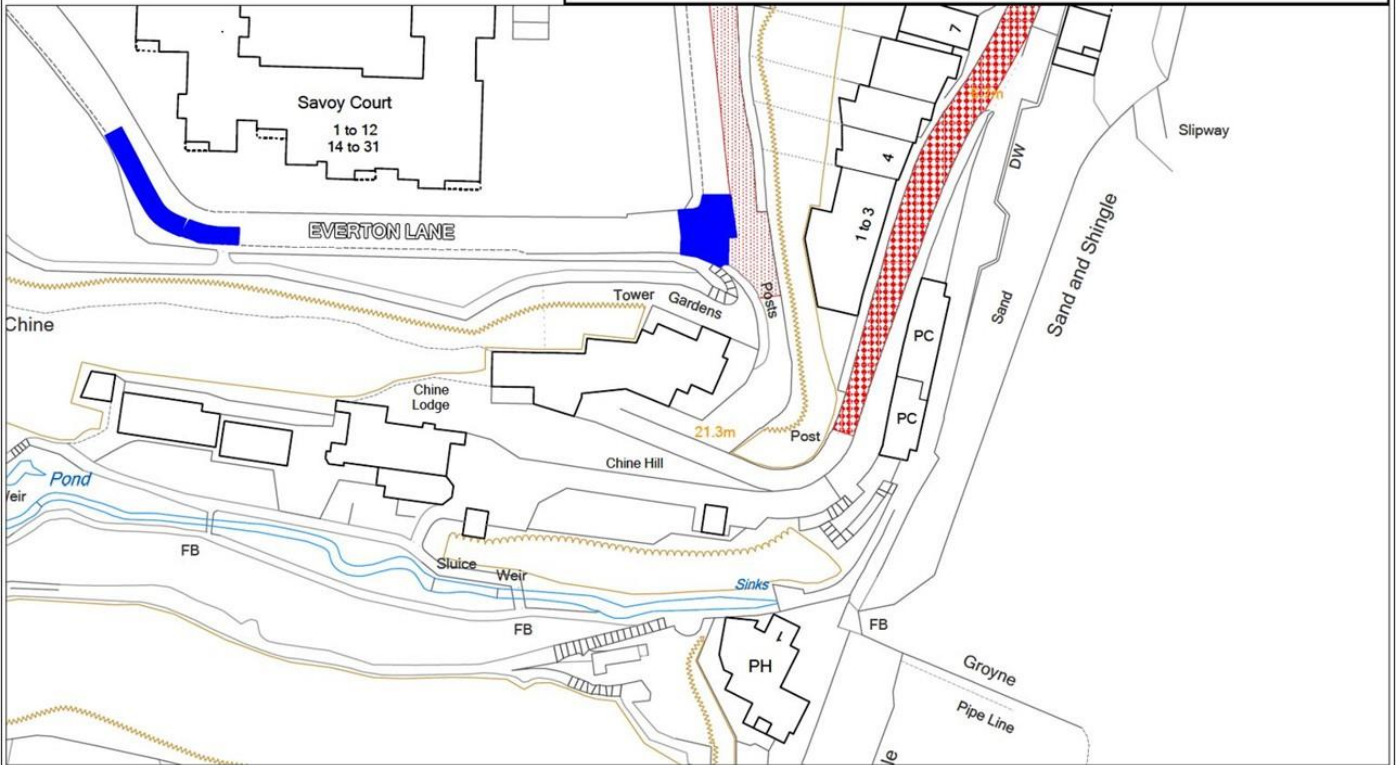 7
Savoy Court
1 to 12
14 to 31
Slipway
DW
4
1 to 3
EVERTON LANE
Sand and Shingle
Tower
Gardens
Posts
Sand
Chine
PC
Chine
Lodge
PC
21.3m
Post
Chine Hill
Pond
FB
Sluice
Weir
Sinks
FB
FB
1
PH
Groyne
Pipe Line